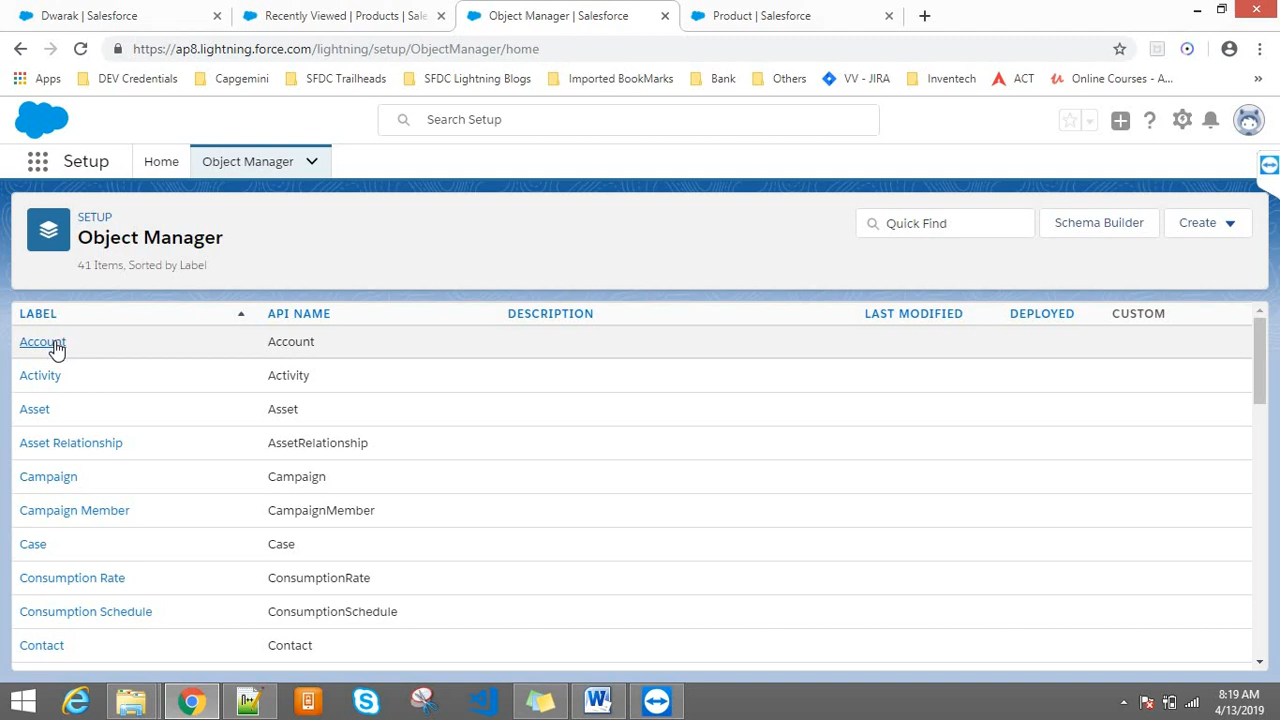 Dwarak | Salesforce
Recently Viewed | Products | Sale
Object Manager | Salesforce
Product | Salesforce
https://ap8.lightning.force.com/lightning/setup/ObjectManager/home
Apps
DEV Credentials
Capgemini
SFDC Trailheads
SFDC Lightning Blogs
Imported BookMarks
Bank
Others
VV - JIRA
Inventech
ACT
Online Courses - A...
Search Setup
Setup
Home
Object Manager
SETUP
Object Manager
41 Items, Sorted by Label
Quick Find
Schema Builder
Create
LABEL API NAME DESCRIPTION LAST MODIFIED DEPLOYED CUSTOM
Account Account
Activity Activity
Asset Asset
Asset Relationship AssetRelationship
Campaign Campaign
Campaign Member CampaignMember
Case Case
Consumption Rate ConsumptionRate
Consumption Schedule ConsumptionSchedule
Contact Contact
8:19 AM
4/13/2019